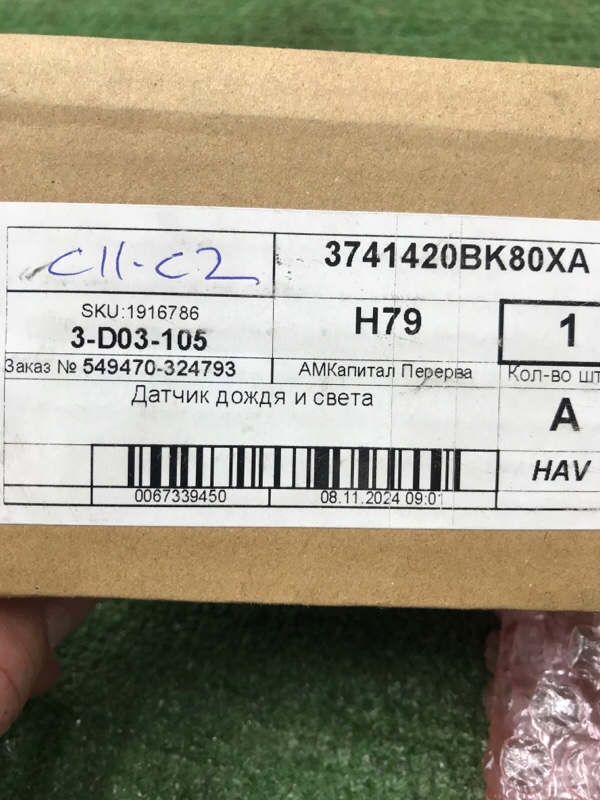 C11-C2
3741420BK80XA
SKU:1916786
3-D03-105
H79
1
Заказ № 549470-324793
АМКапитал Перерва
Кол-во шт
Датчик дождя и света
A
HAV
0067339450
08.11.2024 09:01